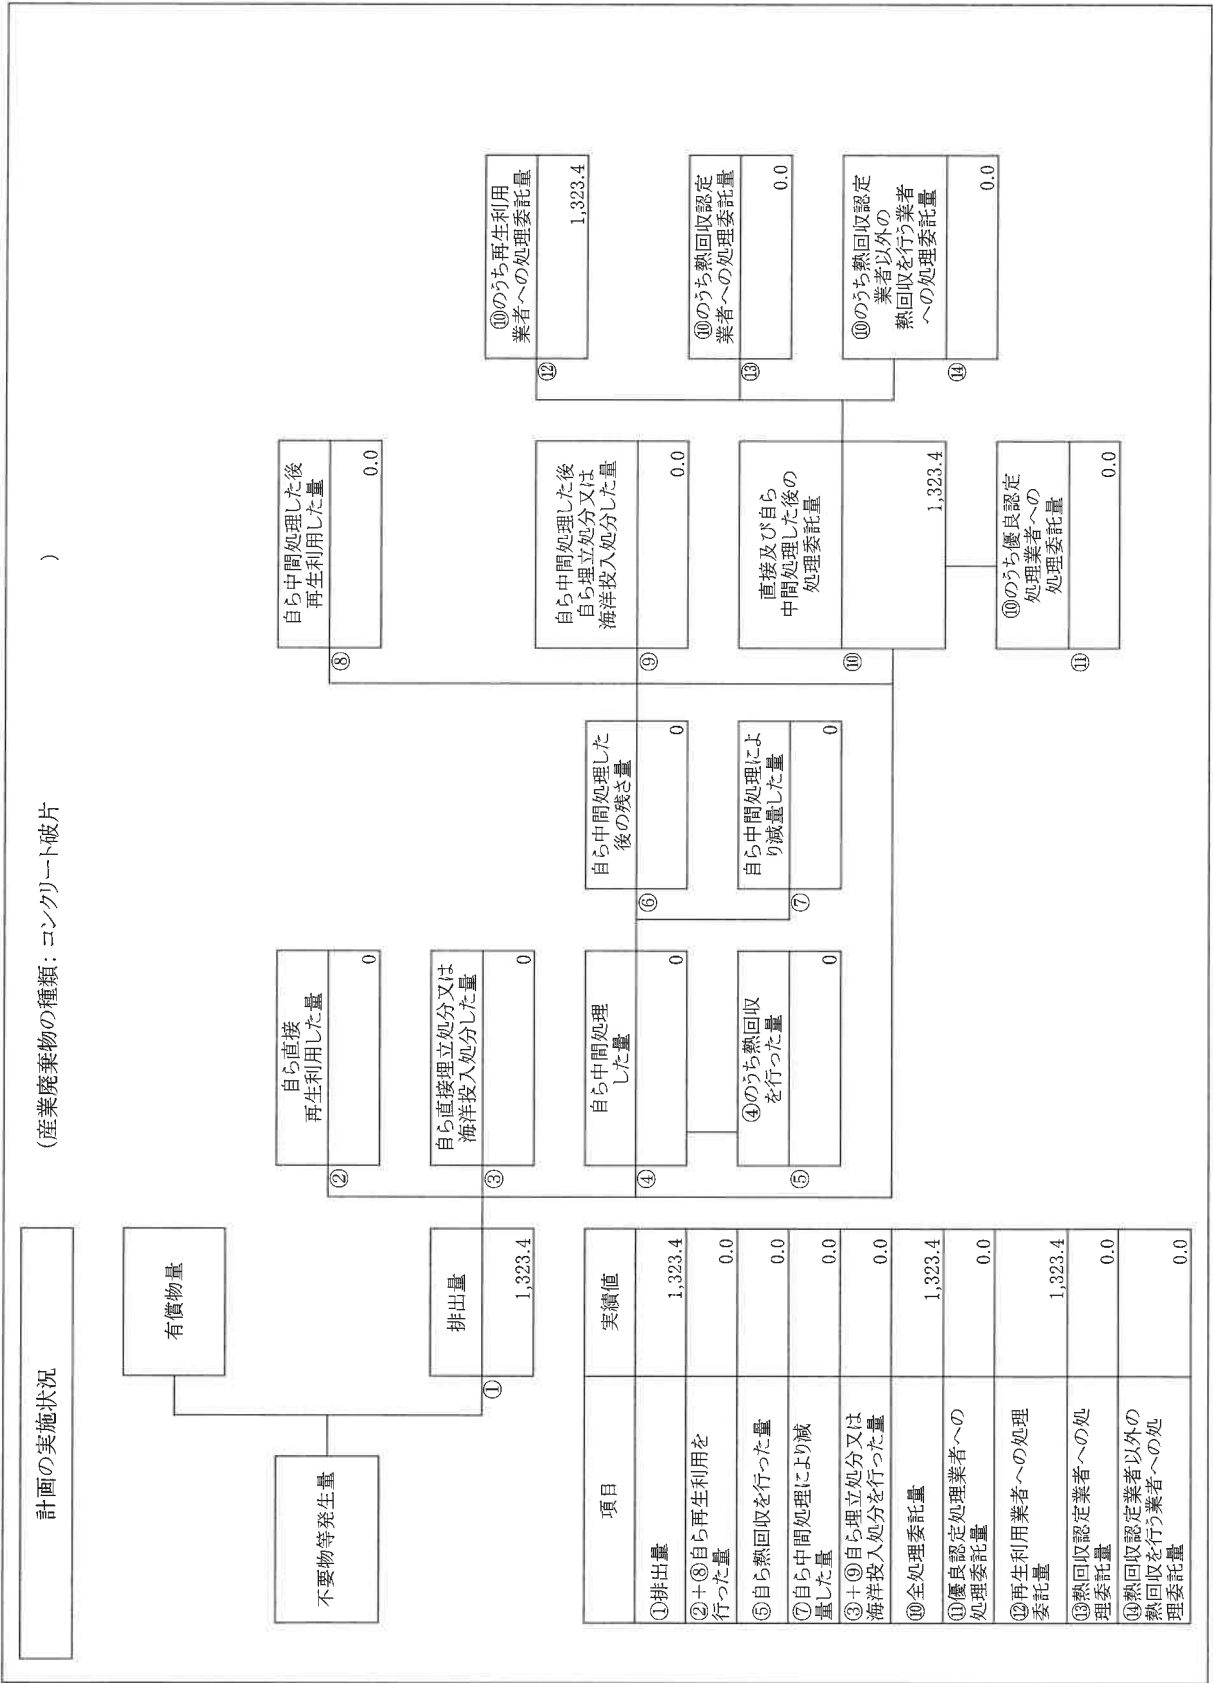 計画の実施状況
(産業廃棄物の種類：コンクリート破片
)
不要物等発生量
有償物量
①
排出量
1,323.4
②
自ら直接
再生利用した量
0
③
自ら直接埋立処分又は
海洋投入処分した量
0
④
自ら中間処理
した量
0
⑤
④のうち熱回収
を行った量
0
⑥
自ら中間処理した
後の残さ量
0
⑦
自ら中間処理によ
り減量した量
0
⑧
自ら中間処理した後
再生利用した量
0.0
⑨
自ら中間処理した後
自ら埋立処分又は
海洋投入処分した量
0.0
⑩
直接及び自ら
中間処理した後の
処理委託量
1,323.4
⑪
⑩のうち優良認定
処理業者への
処理委託量
0.0
⑫
⑩のうち再生利用
業者への処理委託量
1,323.4
⑬
⑩のうち熱回収認定
業者への処理委託量
0.0
⑭
⑩のうち熱回収認定
業者以外の
熱回収を行う業者
への処理委託量
0.0
項目
実績値
①排出量
1,323.4
②＋⑧自ら再生利用を
行った量
0.0
⑤自ら熱回収を行った量
0.0
⑦自ら中間処理により減
量した量
0.0
③＋⑨自ら埋立処分又は
海洋投入処分を行った量
0.0
⑩全処理委託量
1,323.4
⑪優良認定処理業者への
処理委託量
0.0
⑫再生利用業者への処理
委託量
1,323.4
⑬熱回収認定業者への処
理委託量
0.0
⑭熱回収認定業者以外の
熱回収を行う業者への処
理委託量
0.0